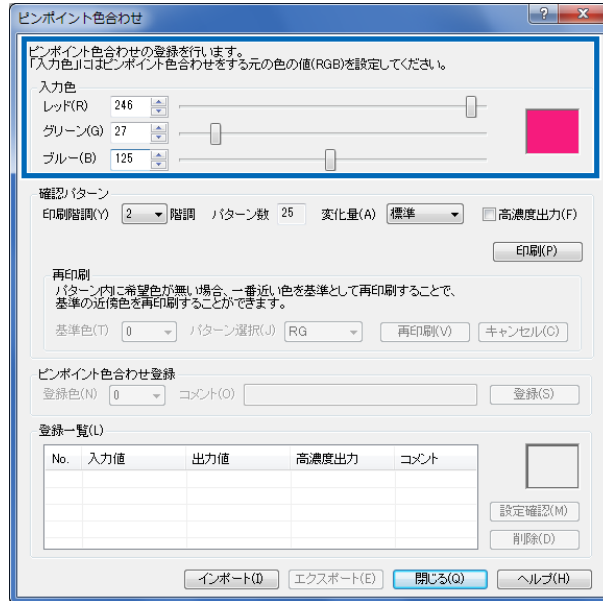 ピンポイント色合わせ
ピンポイント色合わせの登録を行います。
「入力色」にはピンポイント色合わせをする元の色の値(RGB)を設定してください。
入力色
レッド(R) 246
グリーン(G) 27
ブルー(B) 125
確認パターン
印刷階調(Y) 2 階調 パターン数 25 変化量(A) 標準 高濃度出力(F)
印刷(P)
再印刷
パターン内に希望色が無い場合、一番近い色を基準として再印刷することで、
基準の近傍色を再印刷することができます。
基準色(T) 0 パターン選択(J) RG 再印刷(V) キャンセル(C)
ピンポイント色合わせ登録
登録色(N) 0 コメント(O) 登録(S)
登録一覧(L)
No. 入力値 出力値 高濃度出力 コメント
設定確認(M)
削除(D)
インポート(I) エクスポート(E) 閉じる(Q) ヘルプ(H)